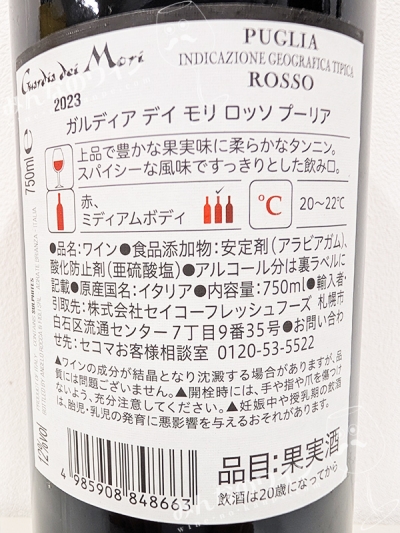 Guardia dei Mori
PUGLIA
INDICAZIONE GEOGRAFICA TIPICA
ROSSO
2023
ガルディア デイ モリ ロッソ プーリア
上品で豊かな果実味に柔らかなタンニン。
スパイシーな風味ですっきりとした飲み口。
赤、
ミディアムボディ
℃
20〜22℃
●品名:ワイン●食品添加物:安定剤(アラビアガム)、
酸化防止剤(亜硫酸塩)●アルコール分は裏ラベルに
記載●原産国名:イタリア●内容量:750ml●輸入者・
引取先:株式会社セイコーフレッシュフーズ 札幌市
白石区流通センター7丁目9番35号●お問い合わ
せ:セコマお客様相談室 0120-53-5522
▲ワインの成分が結晶となり沈澱する場合がありますが、品
質には問題ございません。▲開栓時には、手や指や爪を傷つけ
ないよう、充分注意してください。▲妊娠中や授乳期の飲酒
は、胎児・乳児の発育に悪影響を与えるおそれがあります。
4 985908 848663
品目:果実酒
飲酒は20歳になってから
750ml e
12%vol